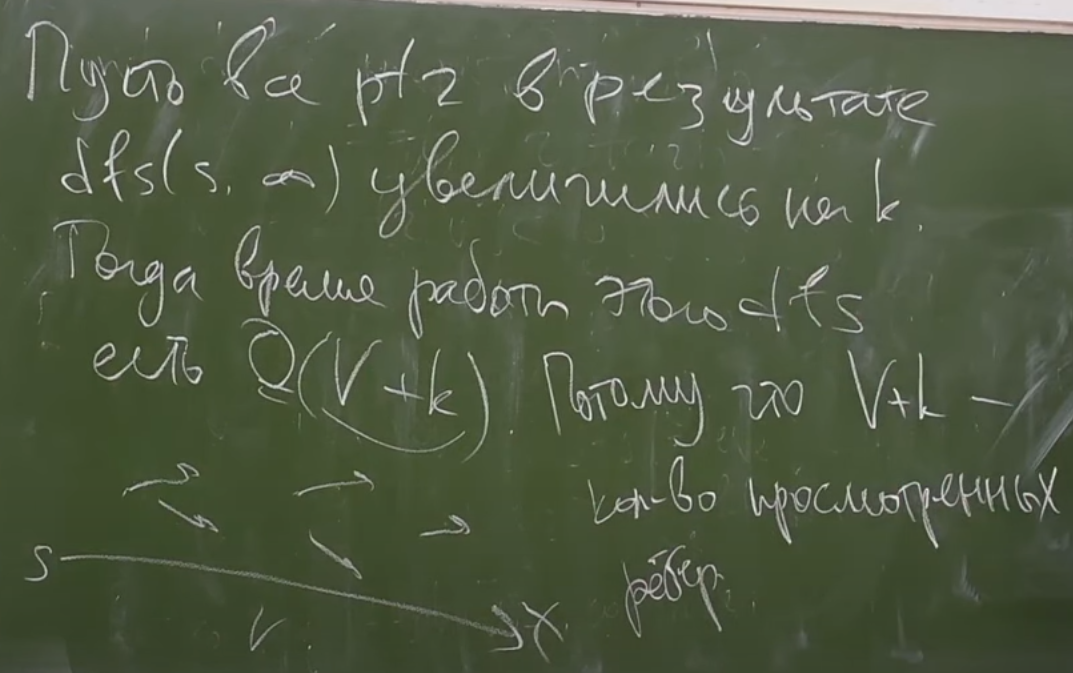 Пусть все ptr в результате
dfs(s, ∞) увеличились на k.
Тогда время работы этого dfs
есть O(V+k). Потому что V+k –
кол-во просмотренных
рёбер.
s
x
V